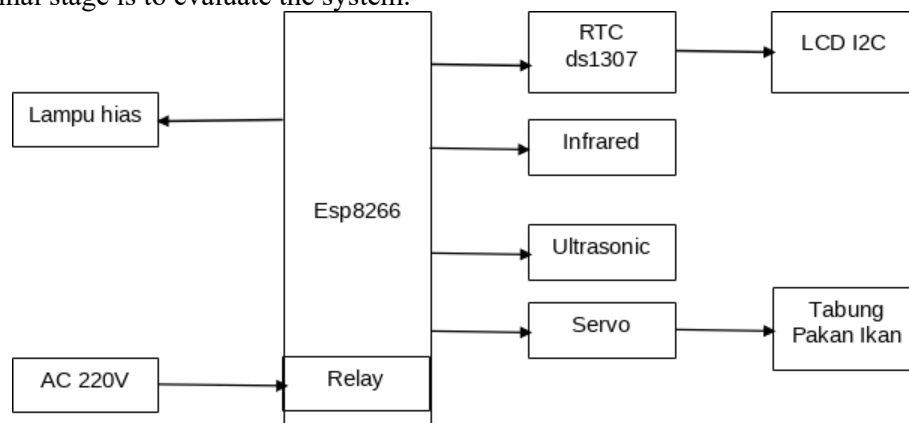 nal stage is to evaluate the system.
RTC
ds1307
LCD I2C
Lampu hias
Infrared
Esp8266
Ultrasonic
Servo
Tabung
Pakan Ikan
AC 220V
Relay